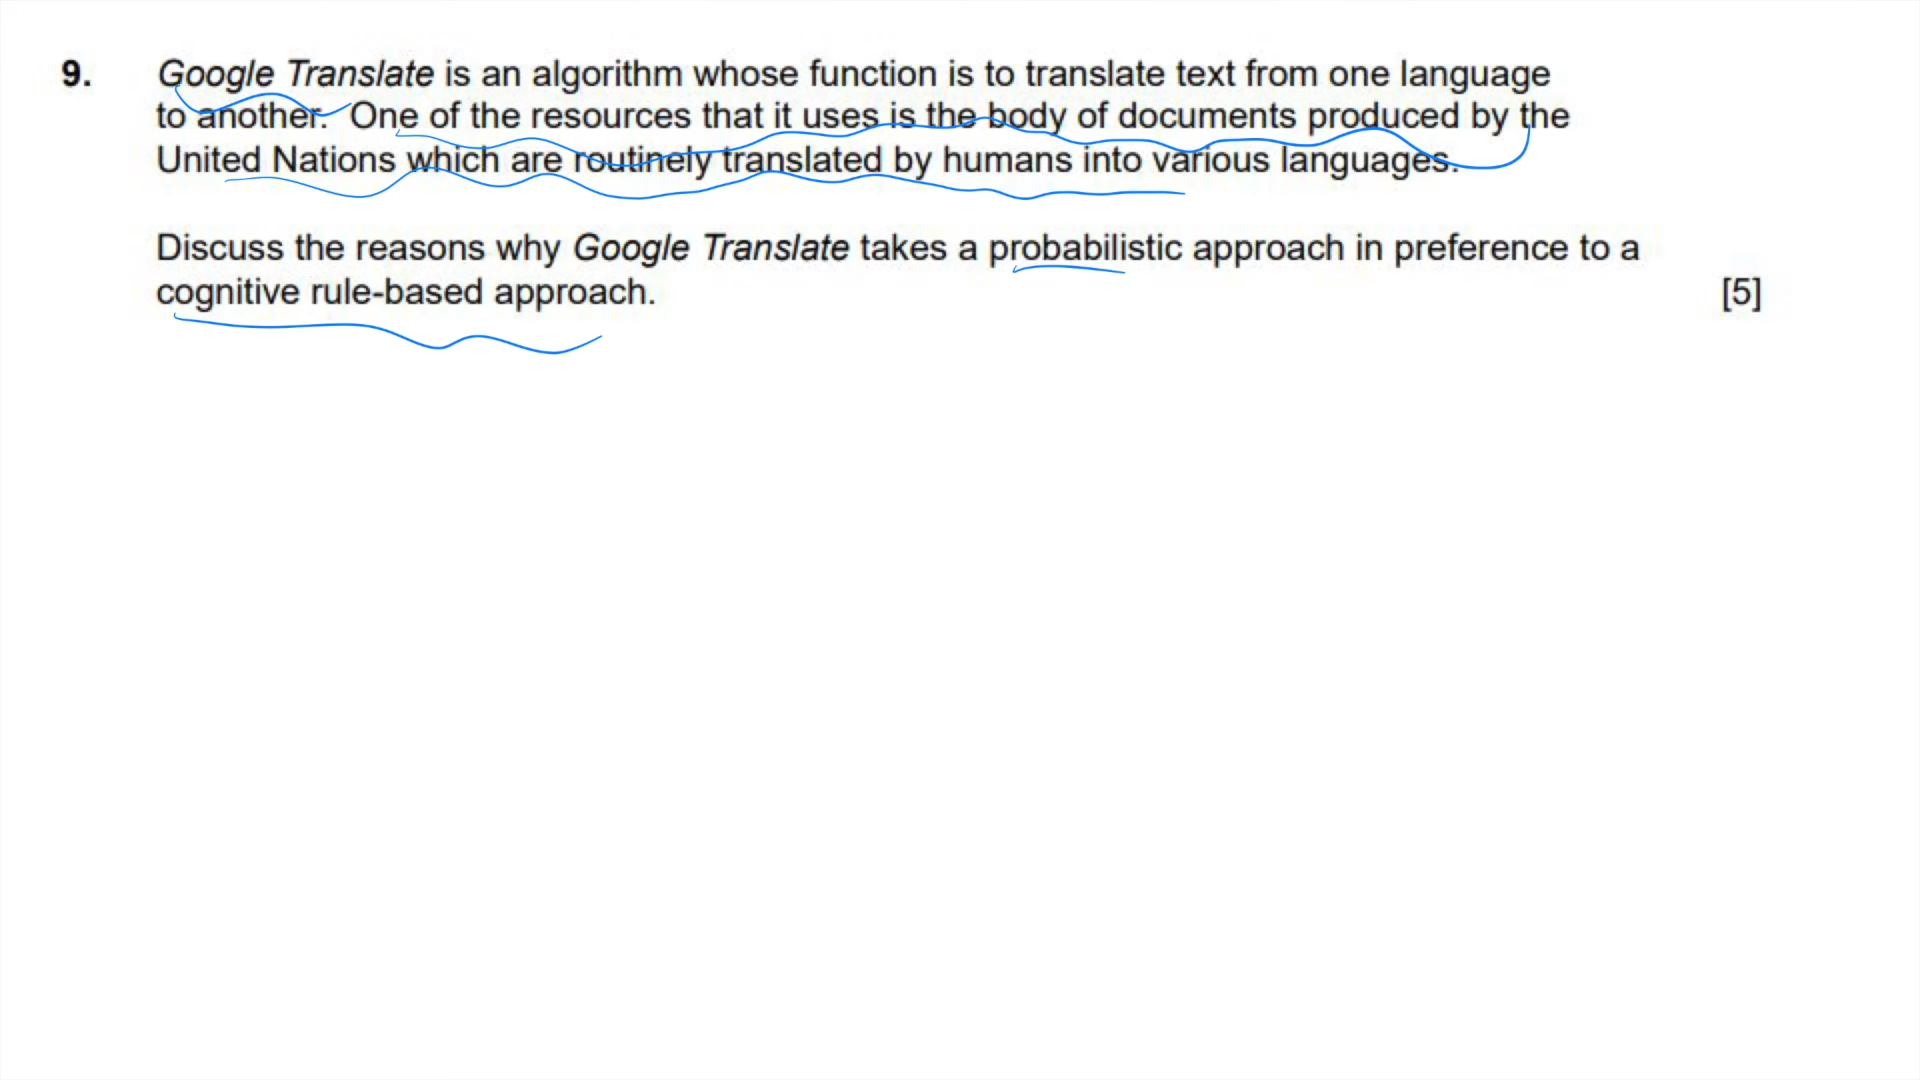 9. Google Translate is an algorithm whose function is to translate text from one language
to another. One of the resources that it uses is the body of documents produced by the
United Nations which are routinely translated by humans into various languages.
Discuss the reasons why Google Translate takes a probabilistic approach in preference to a
cognitive rule-based approach. [5]